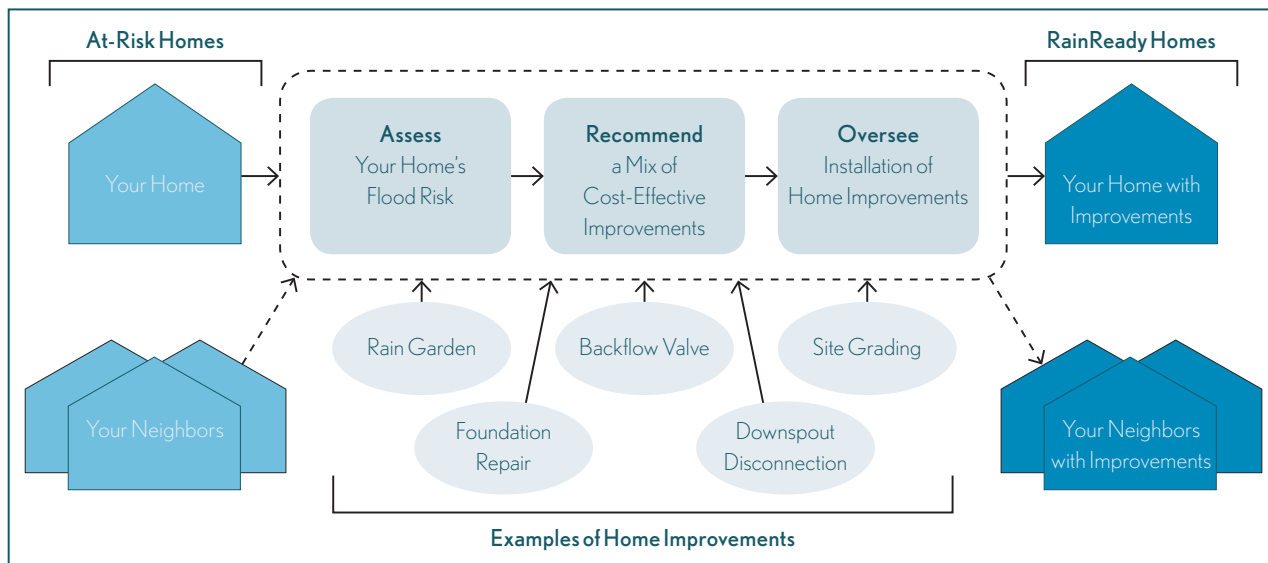 At-Risk Homes
RainReady Homes
Your Home
Assess
Your Home's
Flood Risk
Recommend
a Mix of
Cost-Effective
Improvements
Oversee
Installation of
Home Improvements
Your Home with
Improvements
Your Neighbors
Rain Garden
Backflow Valve
Site Grading
Foundation
Repair
Downspout
Disconnection
Your Neighbors
with Improvements
Examples of Home Improvements